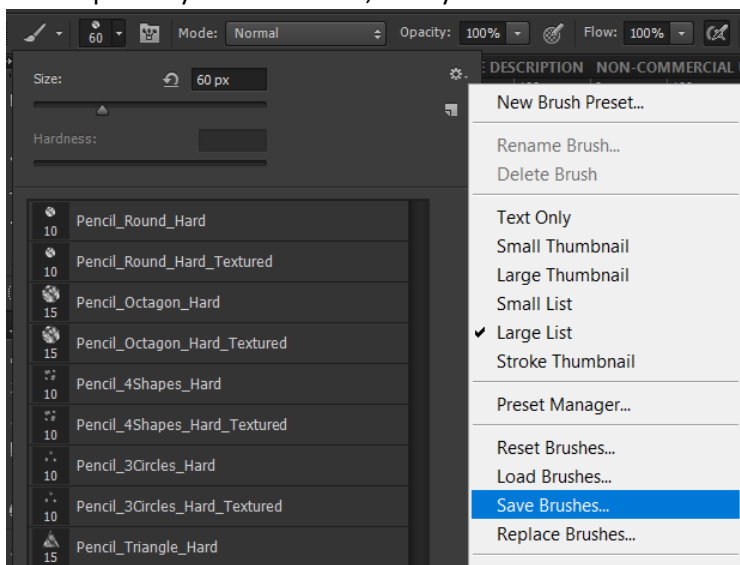 60 Mode: Normal Opacity: 100% Flow: 100%
DESCRIPTION NON-COMMERCIAL
Size: 60 px
Hardness:
10 Pencil_Round_Hard
10 Pencil_Round_Hard_Textured
15 Pencil_Octagon_Hard
15 Pencil_Octagon_Hard_Textured
10 Pencil_4Shapes_Hard
10 Pencil_4Shapes_Hard_Textured
10 Pencil_3Circles_Hard
10 Pencil_3Circles_Hard_Textured
15 Pencil_Triangle_Hard
New Brush Preset...
Rename Brush...
Delete Brush
Text Only
Small Thumbnail
Large Thumbnail
Small List
Large List
Stroke Thumbnail
Preset Manager...
Reset Brushes...
Load Brushes...
Save Brushes...
Replace Brushes...